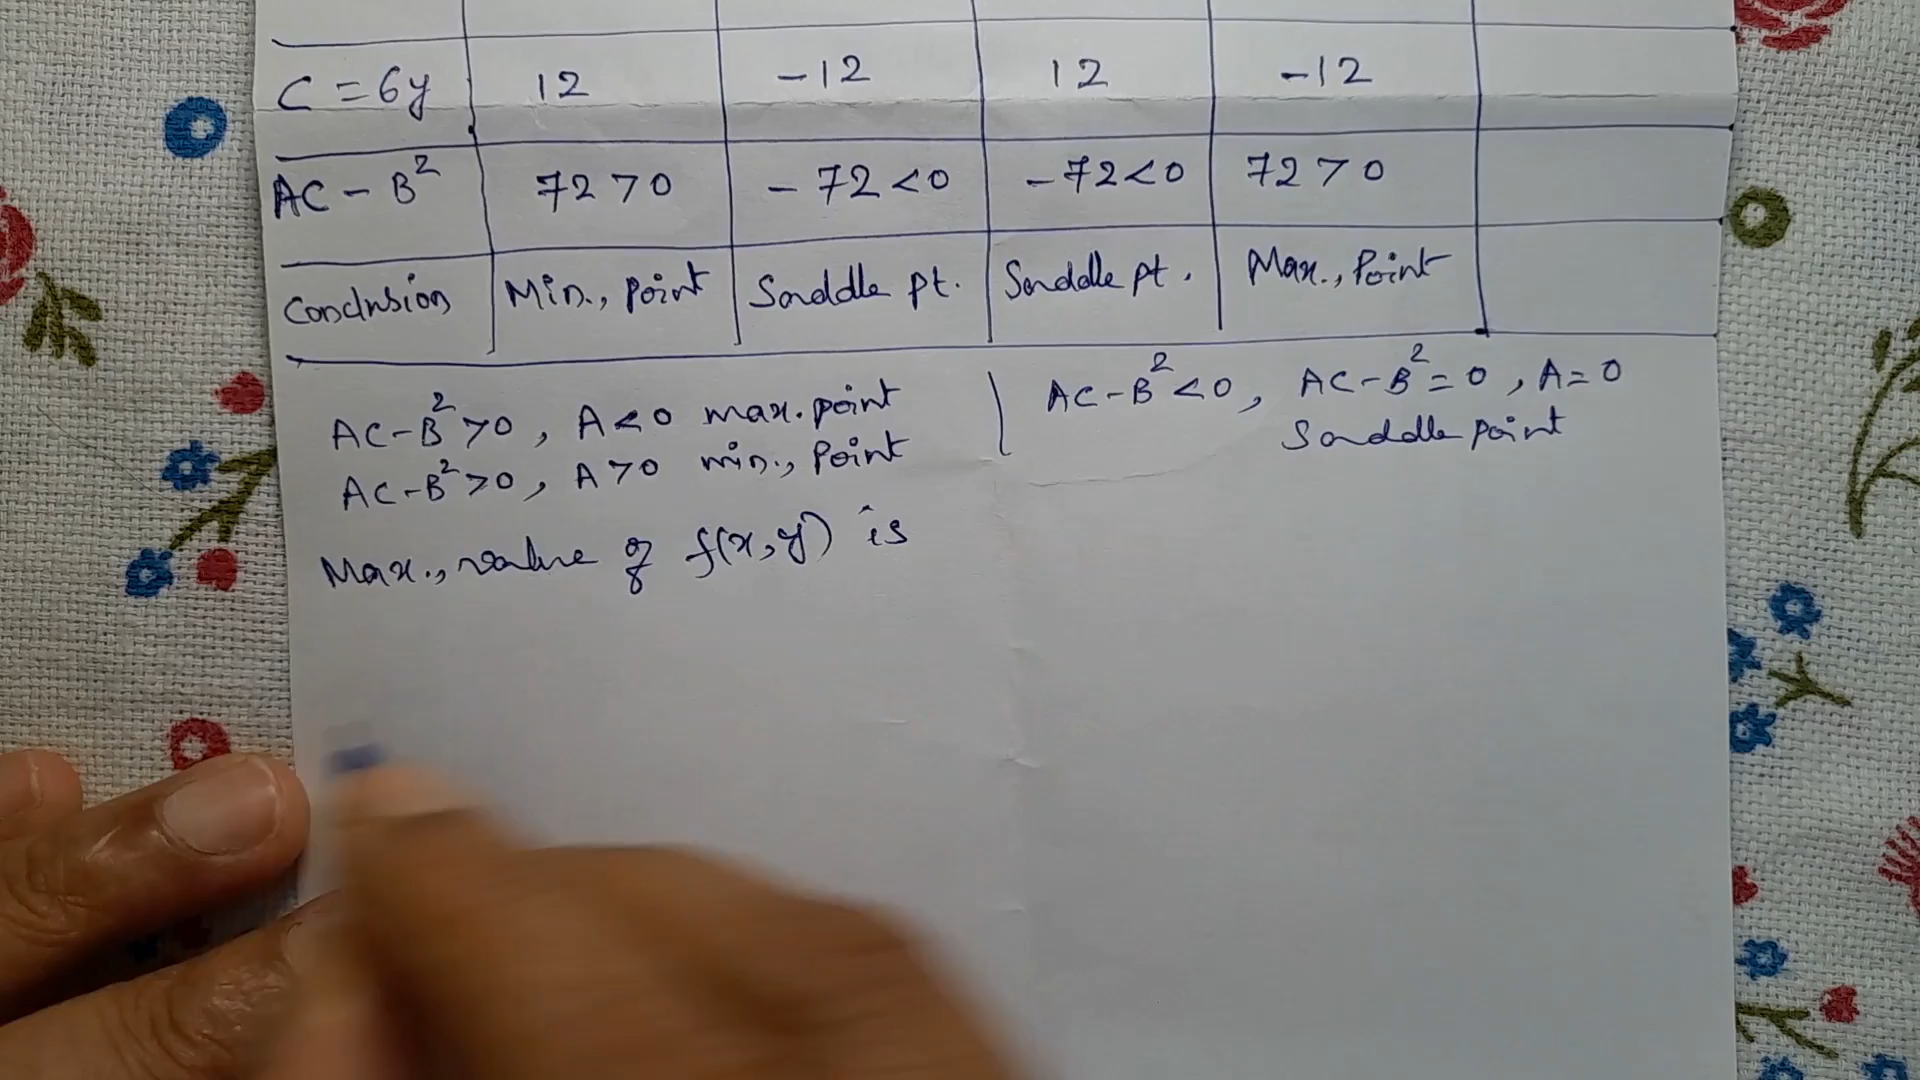 C = 6y 12 -12 12 -12
AC - B² 72 > 0 - 72 < 0 - 72 < 0 72 > 0
Conclusion Min., point Saddle pt. Saddle pt. Max., Point
AC - B² > 0, A < 0 max. point
AC - B² > 0, A > 0 min., Point
AC - B² < 0, AC - B² = 0, A = 0
Saddle point
Max., value of f(x, y) is